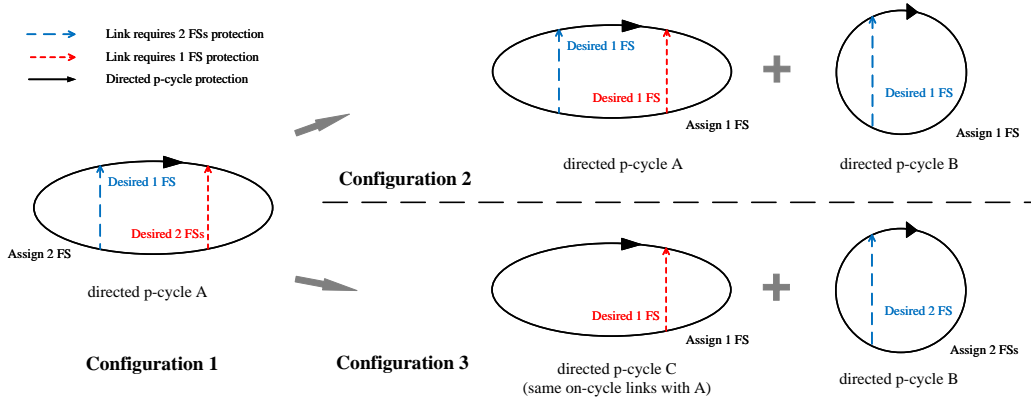 Link requires 2 FSs protection
Link requires 1 FS protection
Directed p-cycle protection
Desired 1 FS
Desired 2 FSs
Assign 2 FS
directed p-cycle A
Configuration 1
Desired 1 FS
Desired 1 FS
Assign 1 FS
directed p-cycle A
Desired 1 FS
Assign 1 FS
directed p-cycle B
Configuration 2
Desired 1 FS
Assign 1 FS
directed p-cycle C
(same on-cycle links with A)
Desired 2 FS
Assign 2 FSs
directed p-cycle B
Configuration 3